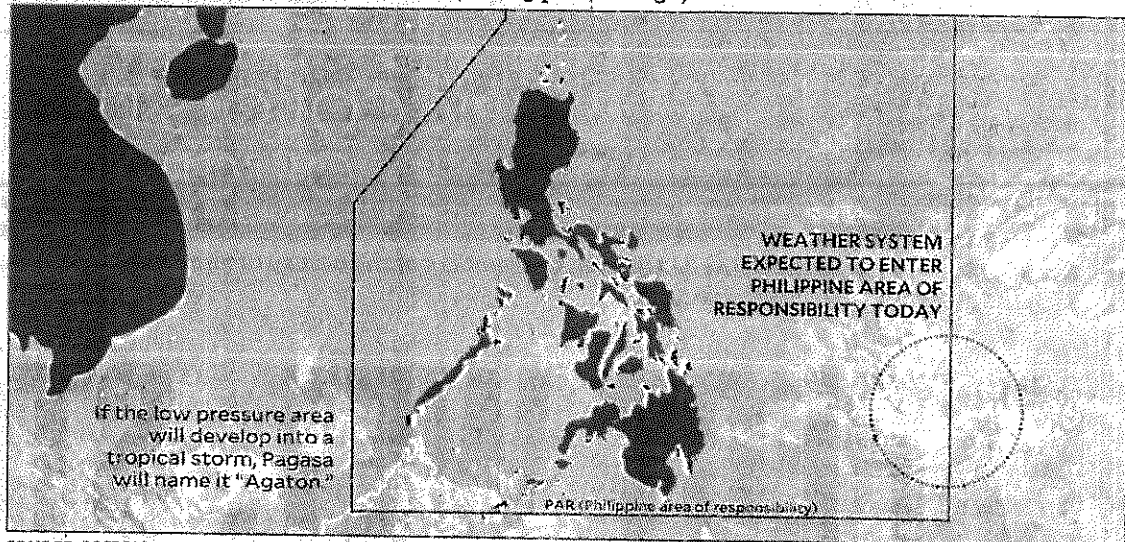 WEATHER SYSTEM
EXPECTED TO ENTER
PHILIPPINE AREA OF
RESPONSIBILITY TODAY
If the low pressure area
will develop into a
tropical storm, Pagasa
will name it "Agaton."
PAR (Philippine area of responsibility)